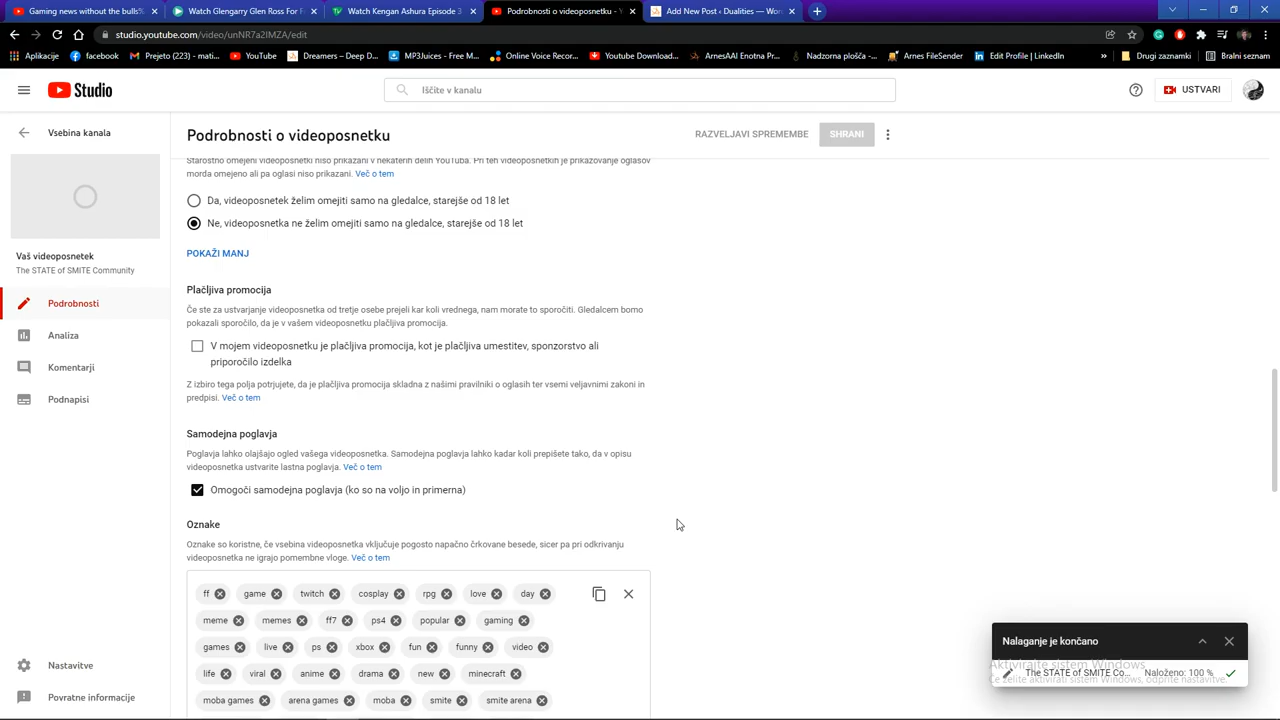 Gaming news without the bulls%
Watch Glengarry Glen Ross For F
Watch Kengan Ashura Episode 3
Podrobnosti o videoposnetku - Y
Add New Post ‹ Dualities — Wor
studio.youtube.com/video/unNR7a2IMZA/edit
Aplikacije
facebook
Prejeto (223) - mati...
YouTube
Dreamers – Deep D...
MP3Juices - Free M...
Online Voice Recor...
Youtube Download...
ArnesAAI Enotna Pr...
Nadzorna plošča -...
Arnes FileSender
Edit Profile | LinkedIn
»
Drugi zaznamki
Bralni seznam
Studio
Iščite v kanalu
USTVARI
Vsebina kanala
Podrobnosti o videoposnetku
RAZVELJAVI SPREMEMBE
SHRANI
Starostno omejeni videoposnetki niso prikazani v nekaterih delih YouTuba. Pri teh videoposnetkih je prikazovanje oglasov
morda omejeno ali pa oglasi niso prikazani. Več o tem
Da, videoposnetek želim omejiti samo na gledalce, starejše od 18 let
Ne, videoposnetka ne želim omejiti samo na gledalce, starejše od 18 let
POKAŽI MANJ
Vaš videoposnetek
The STATE of SMITE Community
Podrobnosti
Analiza
Komentarji
Podnapisi
Nastavitve
Povratne informacije
Plačljiva promocija
Če ste za ustvarjanje videoposnetka od tretje osebe prejeli kar koli vrednega, nam morate to sporočiti. Gledalcem bomo
pokazali sporočilo, da je v vašem videoposnetku plačljiva promocija.
V mojem videoposnetku je plačljiva promocija, kot je plačljiva umestitev, sponzorstvo ali
priporočilo izdelka
Z izbiro tega polja potrjujete, da je plačljiva promocija skladna z našimi pravilniki o oglasih ter vsemi veljavnimi zakoni in
predpisi. Več o tem
Samodejna poglavja
Poglavja lahko olajšajo ogled vašega videoposnetka. Samodejna poglavja lahko kadar koli prepišete tako, da v opisu
videoposnetka ustvarite lastna poglavja. Več o tem
Omogoči samodejna poglavja (ko so na voljo in primerna)
Oznake
Oznake so koristne, če vsebina videoposnetka vključuje pogosto napačno črkovane besede, sicer pa pri odkrivanju
videoposnetka ne igrajo pomembne vloge. Več o tem
ff game twitch cosplay rpg love day
meme memes ff7 ps4 popular gaming
games live ps xbox fun funny video
life viral anime drama new minecraft
moba games arena games moba smite smite arena
Nalaganje je končano
Aktivirajte sistem Windows
The STATE of SMITE Co...
Naloženo: 100 %
Če želite aktivirati sistem Windows, odprite nastavitve.